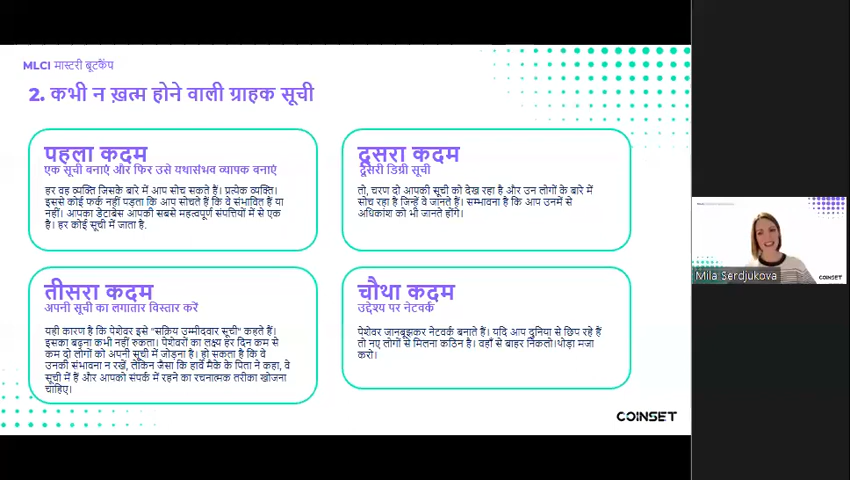 MLCI मास्टरी बूटकैंप
2. कभी न ख़त्म होने वाली ग्राहक सूची
पहला कदम
एक सूची बनाएं और फिर उसे यथासंभव व्यापक बनाएं
हर वह व्यक्ति जिसके बारे में आप सोच सकते हैं। प्रत्येक व्यक्ति।
इससे कोई फर्क नहीं पड़ता कि आप सोचते हैं कि वे संभावित हैं या
नहीं। आपका डेटाबेस आपकी सबसे महत्वपूर्ण संपत्तियों में से एक
है। हर कोई सूची में जाता है.
दूसरा कदम
दूसरी डिग्री सूची
तो, चरण दो आपकी सूची को देख रहा है और उन लोगों के बारे में
सोच रहा है जिन्हें वे जानते हैं। सम्भावना है कि आप उनमें से
अधिकांश को भी जानते होंगे।
तीसरा कदम
अपनी सूची का लगातार विस्तार करें
यही कारण है कि पेशेवर इसे "सक्रिय उम्मीदवार सूची" कहते हैं।
इसका बढ़ना कभी नहीं रुकता। पेशेवरों का लक्ष्य हर दिन कम से
कम दो लोगों को अपनी सूची में जोड़ना है। हो सकता है कि वे
उनकी संभावना न रखें, लेकिन जैसा कि हार्वे मैके के पिता ने कहा, वे
सूची में हैं और आपको संपर्क में रहने का रचनात्मक तरीका खोजना
चाहिए।
चौथा कदम
उद्देश्य पर नेटवर्क
पेशेवर जानबूझकर नेटवर्क बनाते हैं। यदि आप दुनिया से छिप रहे हैं
तो नए लोगों से मिलना कठिन है। वहाँ से बाहर निकलो।थोड़ा मजा
करो।
COINSET
Mila Serdjukova
COINSET